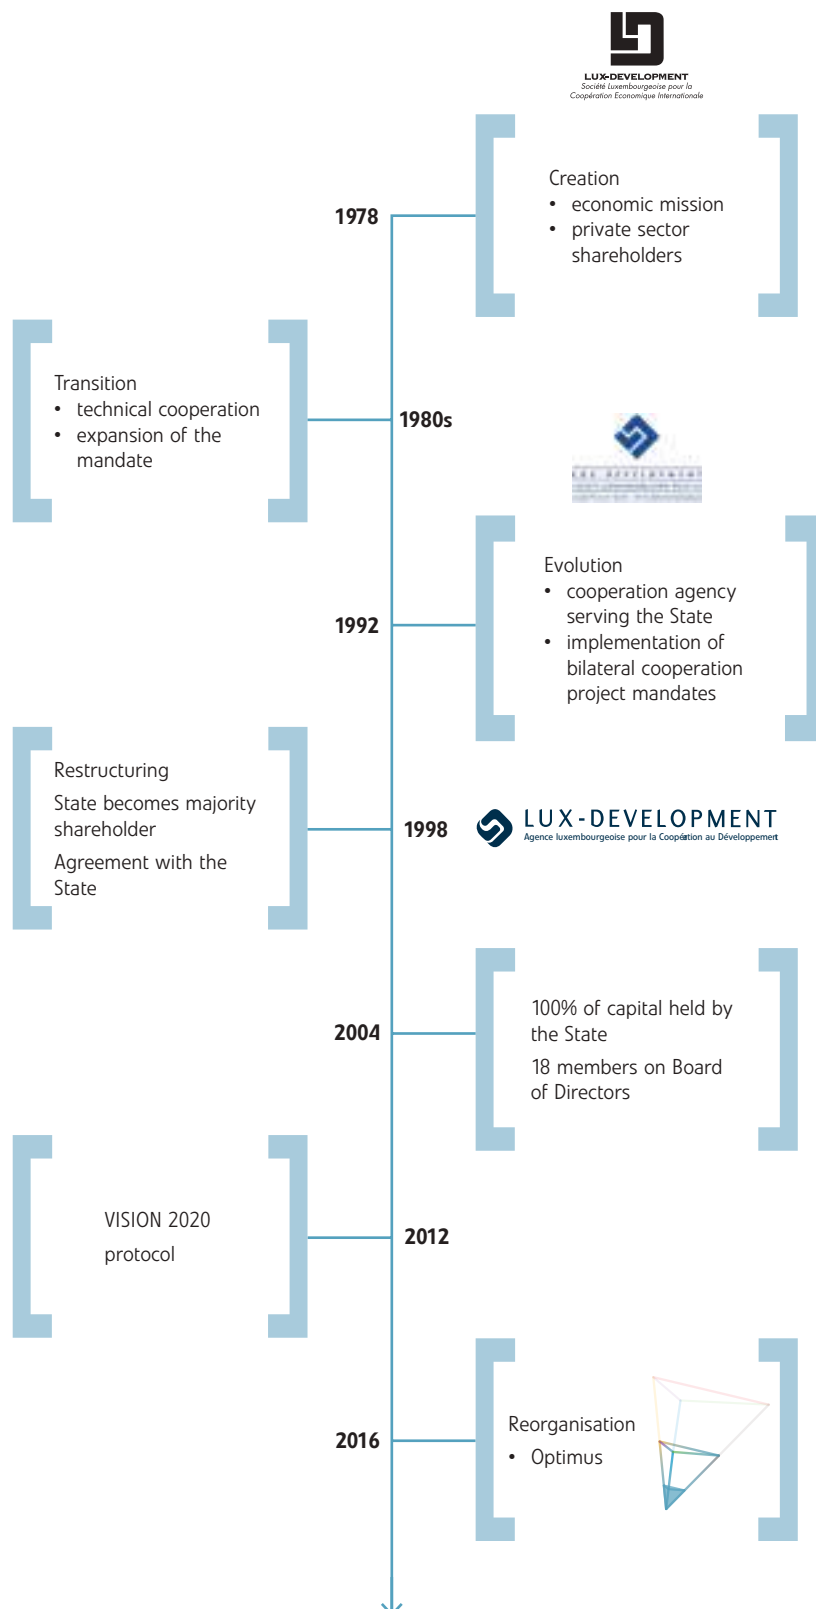 LUX-DEVELOPMENT
Société Luxembourgeoise pour la
Coopération Economique Internationale
1978
Creation
• economic mission
• private sector
shareholders
1980s
Transition
• technical cooperation
• expansion of the
mandate
LUX DEVELOPMENT
1992
Evolution
• cooperation agency
serving the State
• implementation of
bilateral cooperation
project mandates
1998
Restructuring
State becomes majority
shareholder
Agreement with the
State
LUX-DEVELOPMENT
Agence luxembourgeoise pour la Coopération au Développement
2004
100% of capital held by
the State
18 members on Board
of Directors
2012
VISION 2020
protocol
2016
Reorganisation
• Optimus